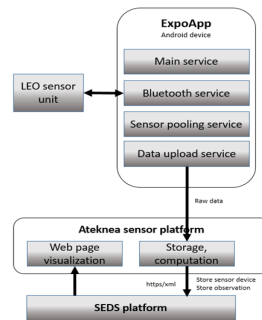 ExpoApp
Android device
Main service
LEO sensor
unit
Bluetooth service
Sensor pooling service
Data upload service
Raw data
Ateknea sensor platform
Web page
visualization
Storage,
computation
https/xml
Store sensor device
Store observation
SEDS platform